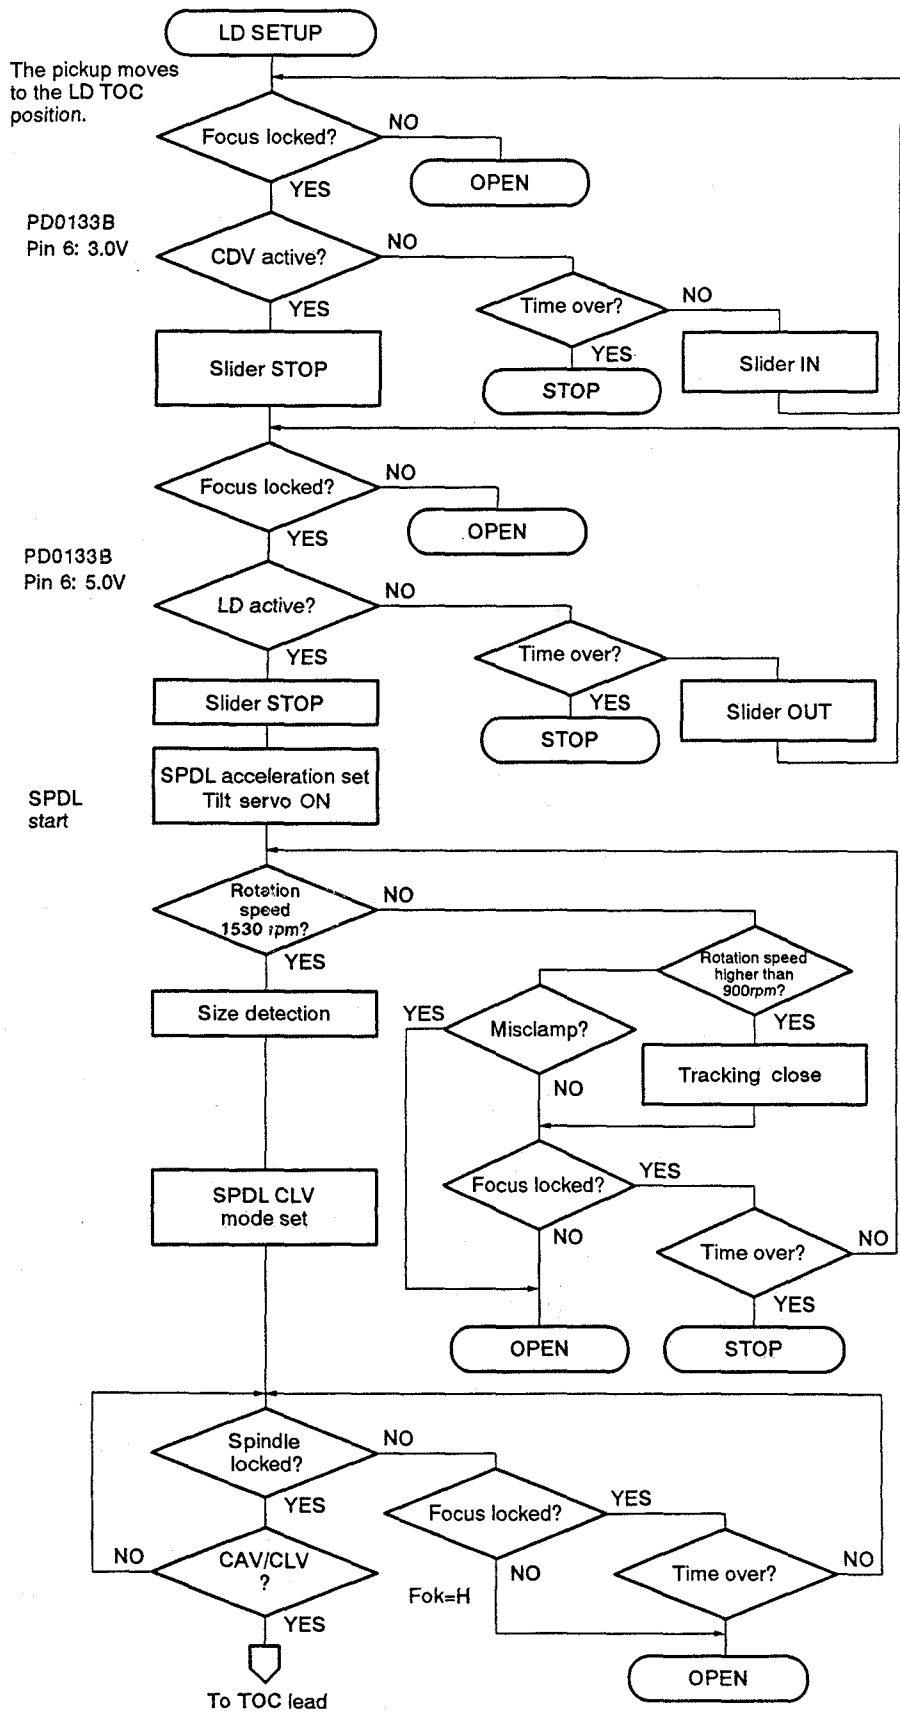 LD SETUP
The pickup moves
to the LD TOC
position.
Focus locked?
NO
OPEN
YES
PD0133B
Pin 6: 3.0V
CDV active?
NO
Time over?
NO
YES
YES
Slider STOP
Slider IN
STOP
Focus locked?
NO
OPEN
YES
PD0133B
Pin 6: 5.0V
LD active?
NO
Time over?
YES
YES
Slider STOP
Slider OUT
STOP
SPDL acceleration set
Tilt servo ON
SPDL
start
Rotation
speed
1530 rpm?
NO
YES
Rotation speed
higher than
900rpm?
YES
Size detection
YES
Misclamp?
NO
Tracking close
Focus locked?
YES
NO
SPDL CLV
mode set
Time over?
NO
YES
OPEN
STOP
Spindle
locked?
NO
YES
Focus locked?
YES
NO
NO
CAV/CLV
?
YES
Fok=H
Time over?
NO
OPEN
To TOC lead